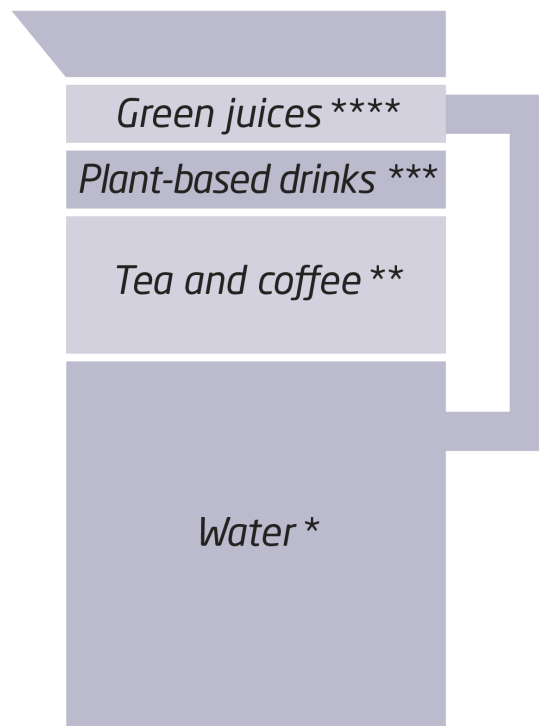 Green juices ****
Plant-based drinks ***
Tea and coffee **
Water *